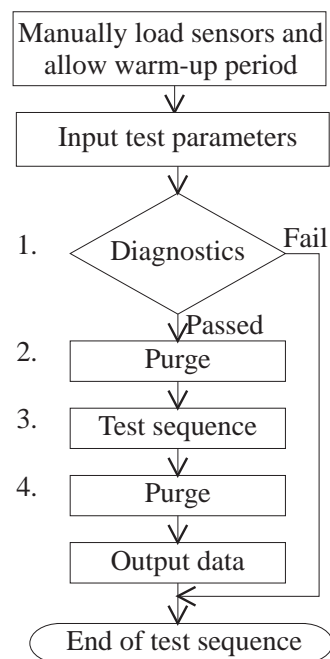 Manually load sensors and
allow warm-up period
Input test parameters
1.
Diagnostics
Fail
Passed
2.
Purge
3.
Test sequence
4.
Purge
Output data
End of test sequence